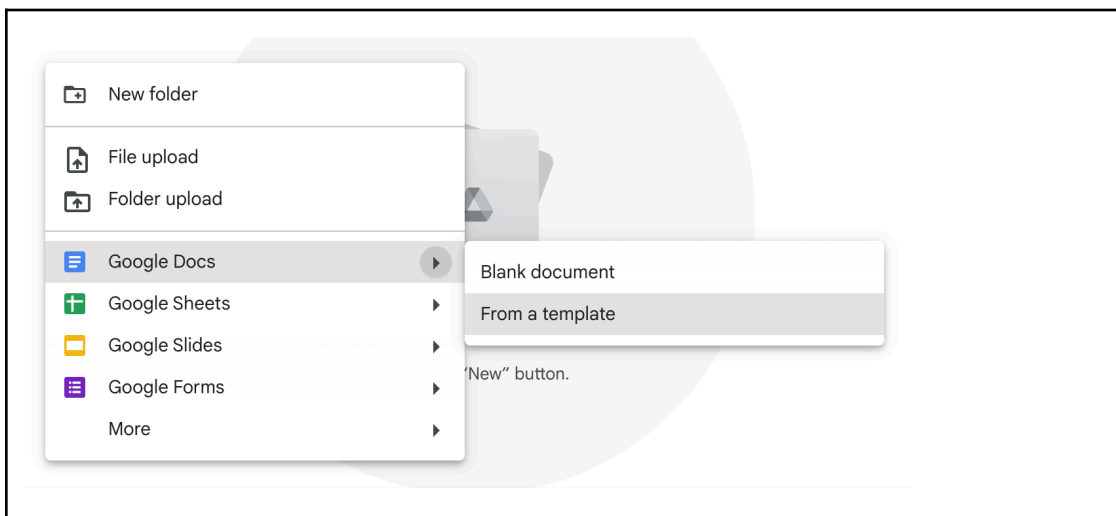 New folder
File upload
Folder upload
Google Docs
Blank document
From a template
Google Sheets
Google Slides
Google Forms
More
"New" button.